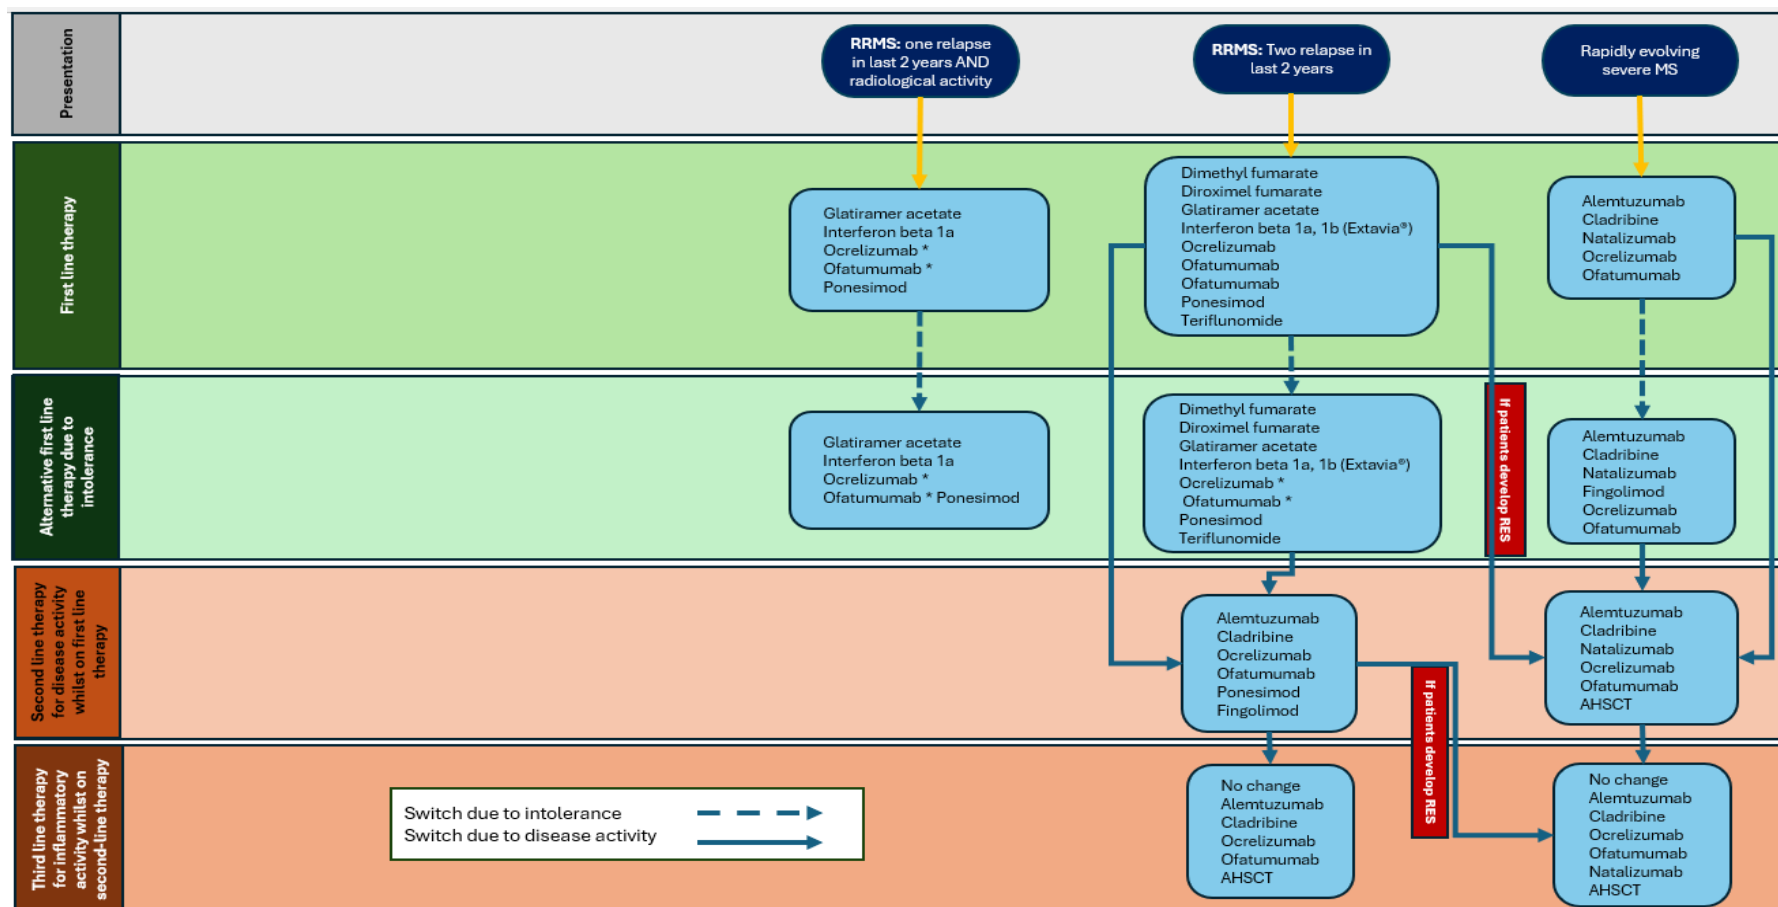 Presentation
RRMS: one relapse
in last 2 years AND
radiological activity
RRMS: Two relapse in
last 2 years
Rapidly evolving
severe MS
First line therapy
Glatiramer acetate
Interferon beta 1a
Ocrelizumab *
Ofatumumab *
Ponesimod
Dimethyl fumarate
Diroximel fumarate
Glatiramer acetate
Interferon beta 1a, 1b (Extavia®)
Ocrelizumab
Ofatumumab
Ofatumumab
Ponesimod
Teriflunomide
Alemtuzumab
Cladribine
Natalizumab
Ocrelizumab
Ofatumumab
Alternative first line
therapy due to
intolerance
Glatiramer acetate
Interferon beta 1a
Ocrelizumab *
Ofatumumab * Ponesimod
Dimethyl fumarate
Diroximel fumarate
Glatiramer acetate
Interferon beta 1a, 1b (Extavia®)
Ocrelizumab *
Ofatumumab *
Ponesimod
Teriflunomide
If patients develop RES
Alemtuzumab
Cladribine
Natalizumab
Fingolimod
Ocrelizumab
Ofatumumab
Second line therapy
for disease activity
whilst on first line
therapy
Alemtuzumab
Cladribine
Ocrelizumab
Ofatumumab
Ponesimod
Fingolimod
If patients develop RES
Alemtuzumab
Cladribine
Natalizumab
Ocrelizumab
Ofatumumab
AHSCT
Third line therapy
for inflammatory
activity whilst on
second-line therapy
Switch due to intolerance
Switch due to disease activity
No change
Alemtuzumab
Cladribine
Ocrelizumab
Ofatumumab
AHSCT
No change
Alemtuzumab
Cladribine
Ocrelizumab
Ofatumumab
Natalizumab
AHSCT